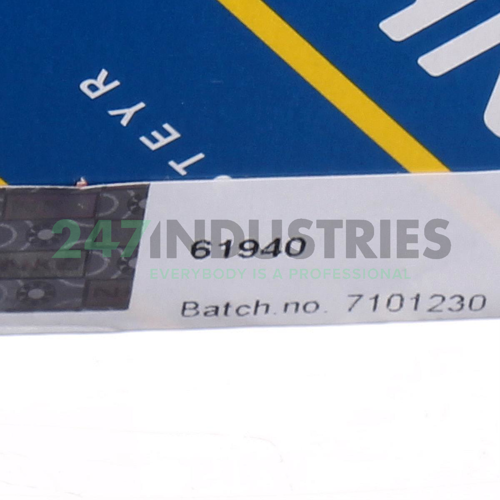 STEYR
247INDUSTRIES
EVERYBODY IS A PROFESSIONAL
61940
Batch.no. 7101230